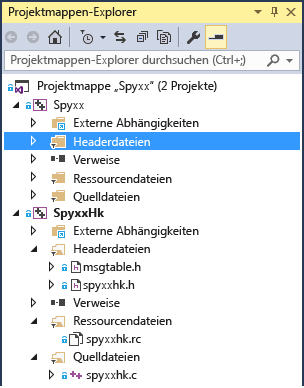 Projektmappen-Explorer
Projektmappen-Explorer durchsuchen (Ctrl+;)
Projektmappe „Spyxx“ (2 Projekte)
Spyxx
Externe Abhängigkeiten
Headerdateien
Verweise
Ressourcendateien
Quelldateien
SpyxxHk
Externe Abhängigkeiten
Headerdateien
msgtable.h
spyxxhk.h
Verweise
Ressourcendateien
spyxxhk.rc
Quelldateien
spyxxhk.c